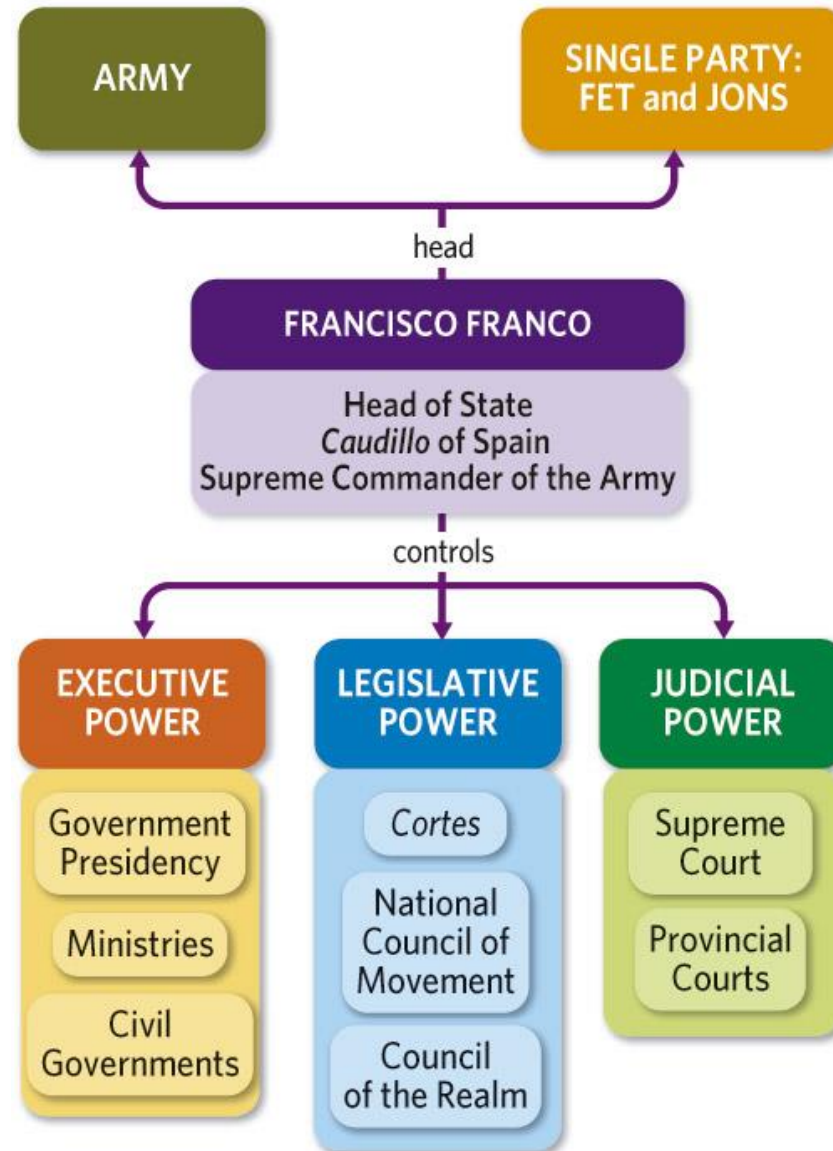 ARMY
SINGLE PARTY:
FET and JONS
head
FRANCISCO FRANCO
Head of State
Caudillo of Spain
Supreme Commander of the Army
controls
EXECUTIVE
POWER
Government
Presidency
Ministries
Civil
Governments
LEGISLATIVE
POWER
Cortes
National
Council of
Movement
Council
of the Realm
JUDICIAL
POWER
Supreme
Court
Provincial
Courts